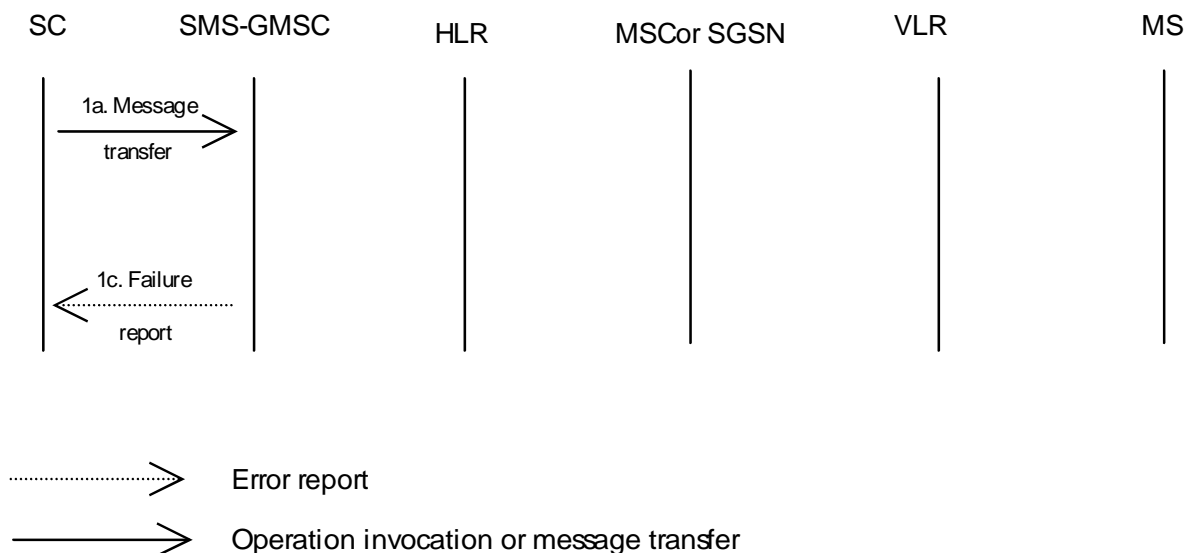 SC SMS-GMSC HLR MSCor SGSN VLR MS
1a. Message
transfer
1c. Failure
report
Error report
Operation invocation or message transfer